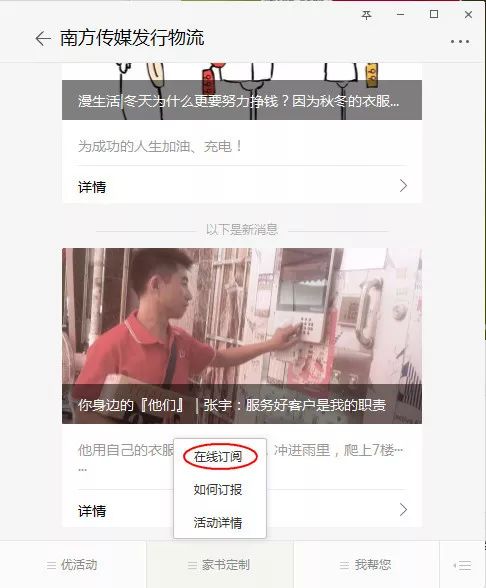 南方传媒发行物流
漫生活|冬天为什么更要努力挣钱？因为秋冬的衣服...
为成功的人生加油、充电！
详情
以下是新消息
你身边的『他们』｜张宇：服务好客户是我的职责
他用自己的衣服
，冲进雨里，爬上7楼···
···
在线订阅
如何订报
活动详情
详情
优活动
家书定制
我帮您